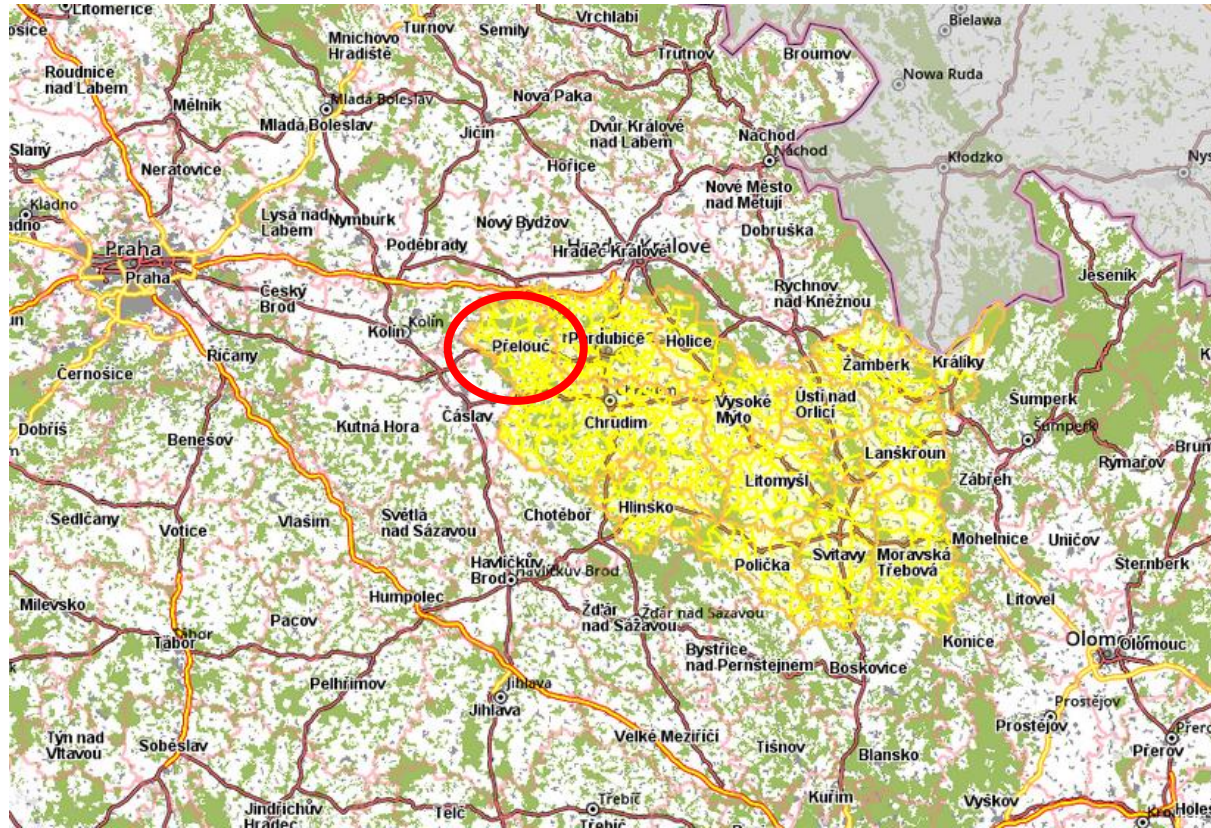 Litoměřice
Vrchlabí
Bielawa
Turnov
Semily
Mnichovo
Hradiště
Trutnov
Broumov
Roudnice
nad Labem
Nowa Ruda
Mělník
Mladá Boleslav
Mladá Boleslav
Nová Paka
Jičín
Dvůr Králové
nad Labem
Náchod
Náchod
Slaný
Neratovice
Hořice
Kłodzko
Nys
Kladno
Nové Město
nad Metují
Lysá nad
Labem
Nymburk
Nový Bydžov
Dobruška
Poděbrady
Praha
Praha
Hradec Králové
Hradec Králové
Jeseník
Český
Brod
Rychnov
nad Kněžnou
Kolín
Kolín
Přelouč
Pardubice
Holice
Říčany
Žamberk
Králíky
Černošice
Vysoké
Mýto
Ústí nad
Orlicí
Šumperk
Šumperk
Čáslav
Chrudim
Dobříš
Benešov
Kutná Hora
Lanškroun
Rýmařov
Brun
Litomyšl
Zábřeh
Sedlčany
Votice
Vlašim
Světlá
nad Sázavou
Chotěboř
Hlinsko
Mohelnice
Uničov
Svitavy
Moravská
Třebová
Polička
Šternberk
Havlíčkův
Brod
Havlíčkův Brod
Humpolec
Milevsko
Pacov
Žďár
nad Sázavou
Žďár nad Sázavou
Litovel
Tábor
Tábor
Bystřice
nad Pernštejnem
Boskovice
Konice
Olomouc
Pelhřimov
Jihlava
Jihlava
Prostějov
Prostějov
Týn nad
Vltavou
Soběslav
Velké Meziříčí
Tišnov
Blansko
Přerov
Jindřichův
Hradec
Telč
Třebíč
Třebíč
Kuřim
Vyškov
Holeš